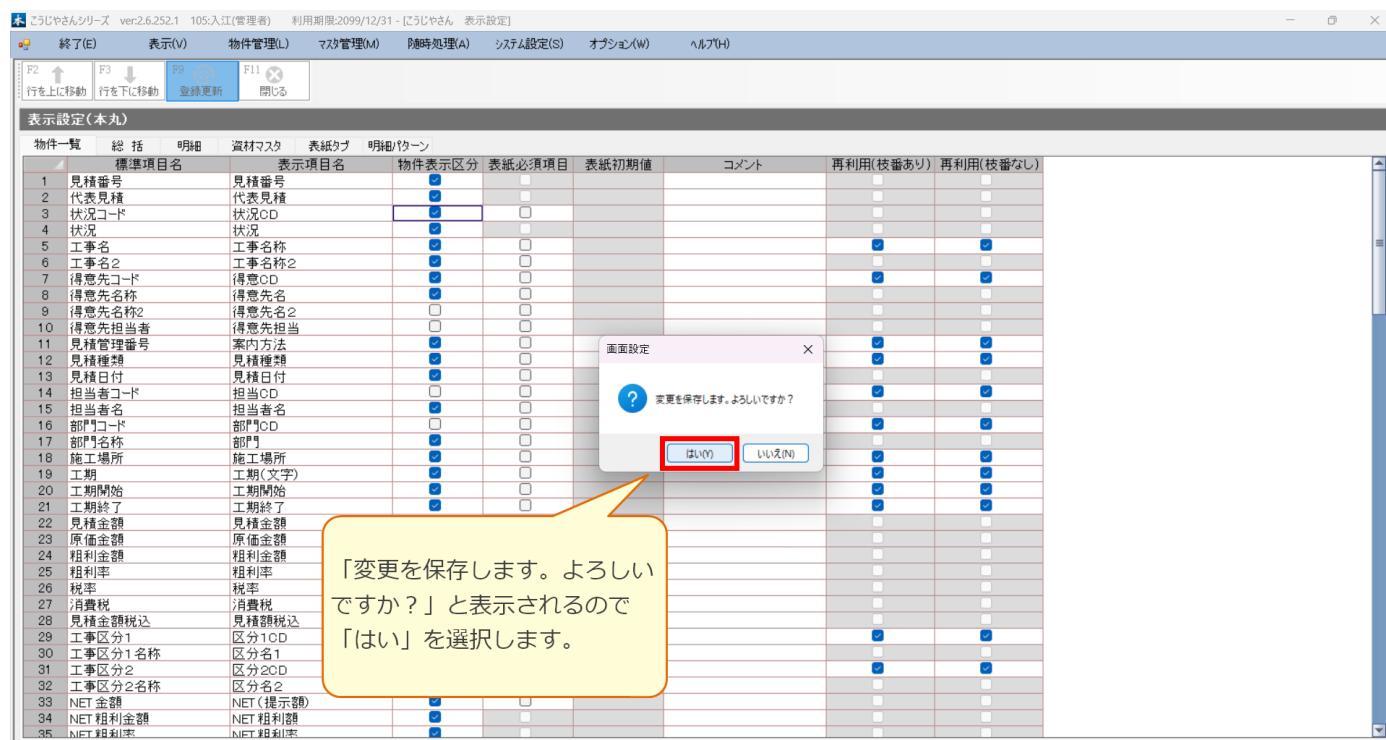 こうじやさんシリーズ ver:2.6.252.1 105:入江(管理者) 利用期限:2099/12/31 - [こうじやさん 表示設定]
終了(E) 表示(V) 物件管理(L) マスタ管理(M) 随時処理(A) システム設定(S) オプション(W) ヘルプ(H)
F2 F3 F9 F11
行を上に移動 行を下に移動 登録更新 閉じる
表示設定(本丸)
物件一覧 総 括 明細 資材マスタ 表紙タブ 明細パターン
標準項目名 表示項目名 物件表示区分 表紙必須項目 表紙初期値 コメント 再利用(枝番あり) 再利用(枝番なし)
1 見積番号 見積番号
2 代表見積 代表見積
3 状況コード 状況CD
4 状況 状況
5 工事名 工事名称
6 工事名2 工事名称2
7 得意先コード 得意CD
8 得意先名称 得意先名
9 得意先名称2 得意先名2
10 得意先担当者 得意先担当
11 見積管理番号 案内方法
12 見積種類 見積種類
13 見積日付 見積日付
14 担当者コード 担当CD
15 担当者名 担当者名
16 部門コード 部門CD
17 部門名称 部門
18 施工場所 施工場所
19 工期 工期(文字)
20 工期開始 工期開始
21 工期終了 工期終了
22 見積金額 見積金額
23 原価金額 原価金額
24 粗利金額 粗利金額
25 粗利率 粗利率
26 税率 税率
27 消費税 消費税
28 見積金額税込 見積額税込
29 工事区分1 区分1CD
30 工事区分1名称 区分名1
31 工事区分2 区分2CD
32 工事区分2名称 区分名2
33 NET金額 NET(提示額)
34 NET粗利金額 NET粗利額
35 NET粗利率 NET粗利率
画面設定
変更を保存します。よろしいですか?
はい(Y) いいえ(N)
「変更を保存します。よろしい
ですか?」と表示されるので
「はい」を選択します。